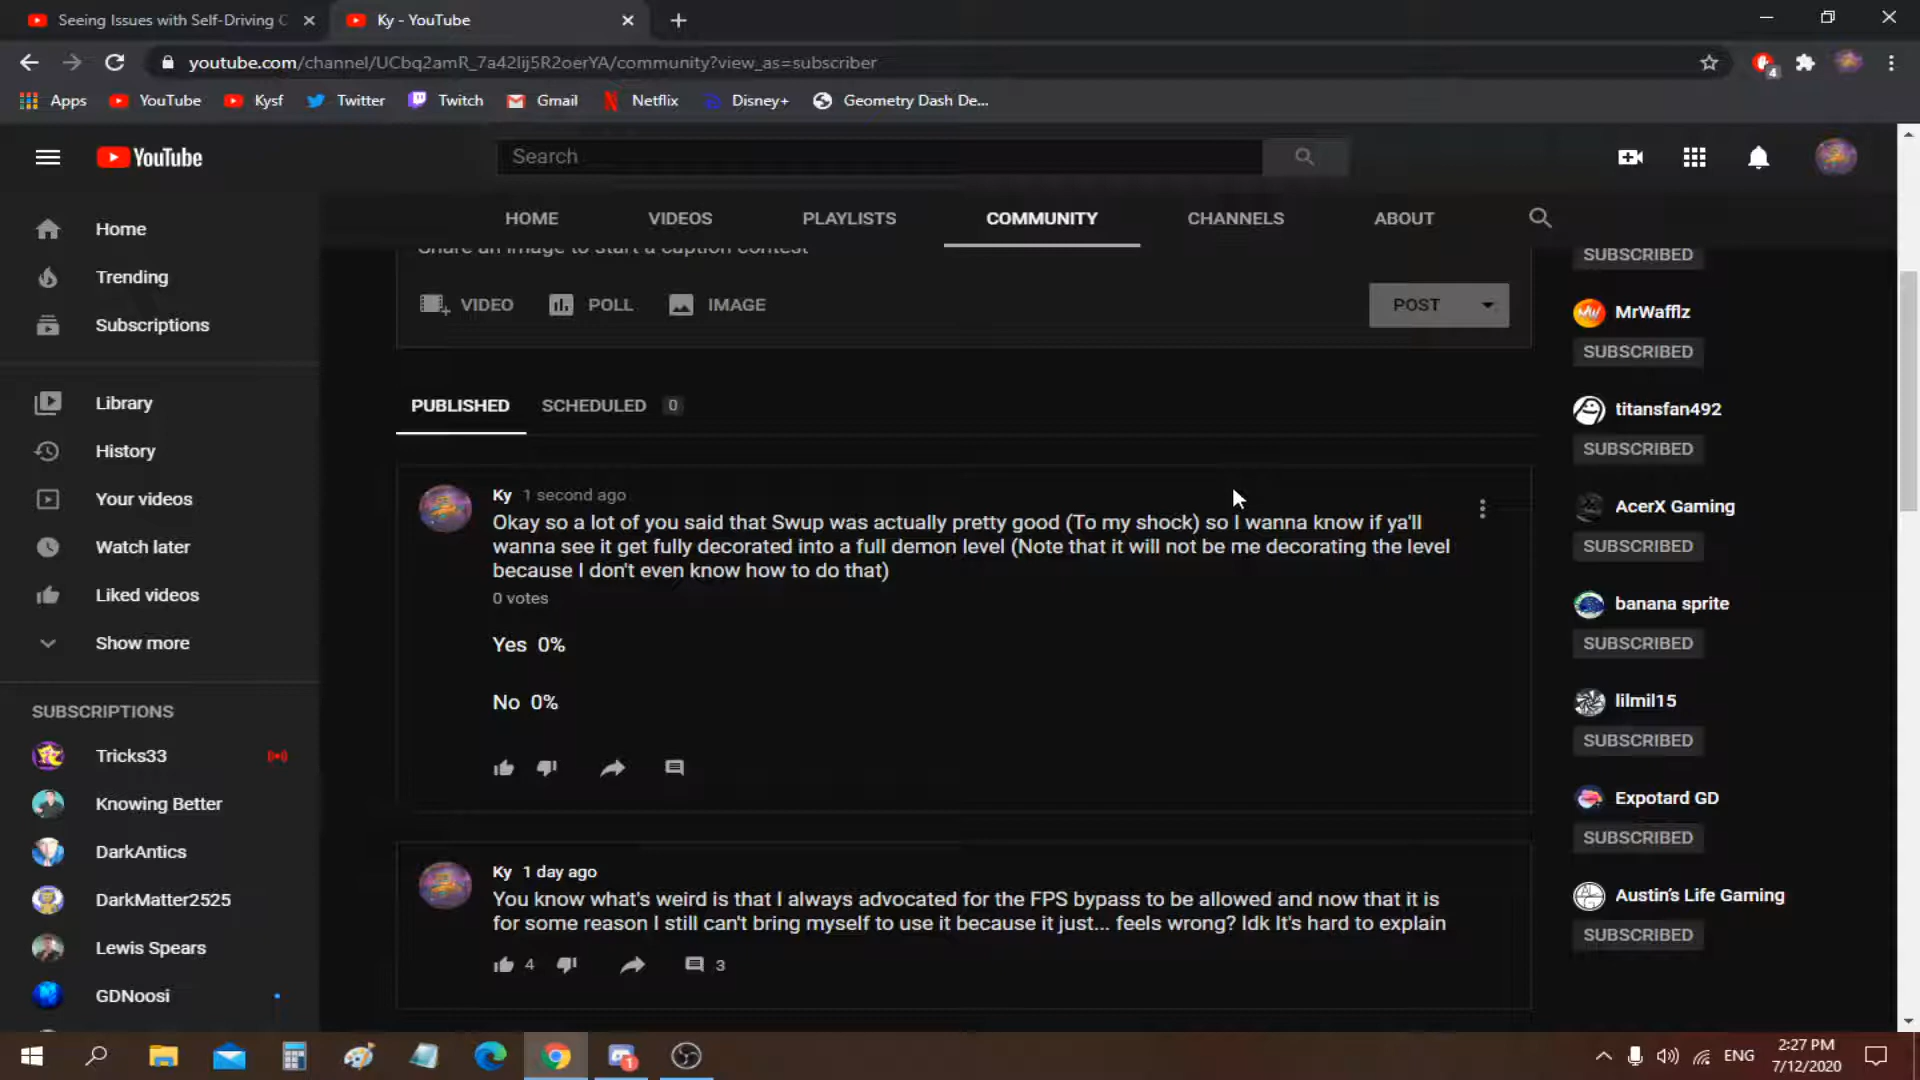 Seeing Issues with Self-Driving C
Ky - YouTube
youtube.com/channel/UCbq2amR_7a42lij5R2oerYA/community?view_as=subscriber
4
Apps YouTube Kysf Twitter Twitch Gmail Netflix Disney+ Geometry Dash De...
YouTube
Search
HOME VIDEOS PLAYLISTS COMMUNITY CHANNELS ABOUT
Home
Trending
Subscriptions
Library
History
Your videos
Watch later
Liked videos
Show more
SUBSCRIPTIONS
Tricks33
Knowing Better
DarkAntics
DarkMatter2525
Lewis Spears
GDNoosi
Share an image to start a caption contest
VIDEO POLL IMAGE
POST
PUBLISHED SCHEDULED 0
Ky 1 second ago
Okay so a lot of you said that Swup was actually pretty good (To my shock) so I wanna know if ya'll
wanna see it get fully decorated into a full demon level (Note that it will not be me decorating the level
because I don't even know how to do that)
0 votes
Yes 0%
No 0%
Ky 1 day ago
You know what's weird is that I always advocated for the FPS bypass to be allowed and now that it is
for some reason I still can't bring myself to use it because it just... feels wrong? Idk It's hard to explain
4 3
SUBSCRIBED
MrWafflz
SUBSCRIBED
titansfan492
SUBSCRIBED
AcerX Gaming
SUBSCRIBED
banana sprite
SUBSCRIBED
lilmil15
SUBSCRIBED
Expotard GD
SUBSCRIBED
Austin's Life Gaming
SUBSCRIBED
1
ENG
2:27 PM
7/12/2020